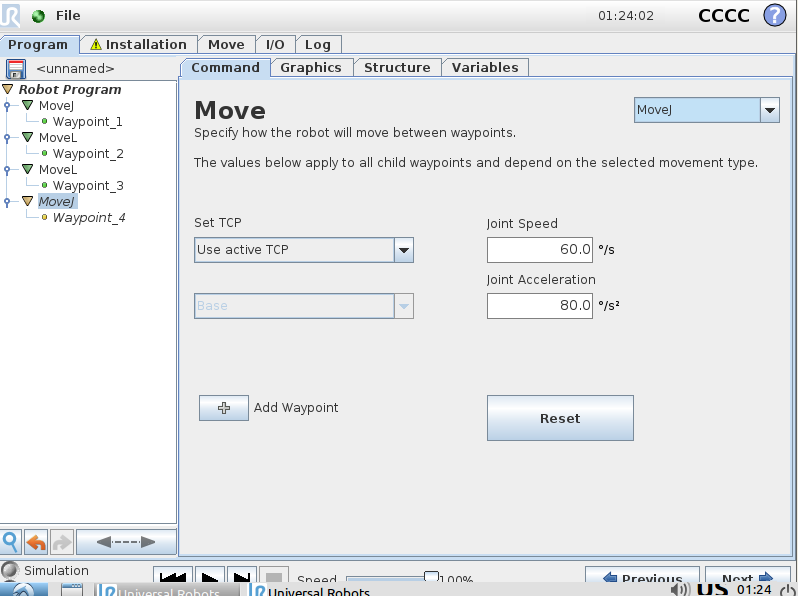 File
01:24:02
CCCC
?
Program
Installation
Move
I/O
Log
<unnamed>
Command
Graphics
Structure
Variables
Robot Program
MoveJ
Waypoint_1
MoveL
Waypoint_2
MoveL
Waypoint_3
MoveJ
Waypoint_4
Move
MoveJ
Specify how the robot will move between waypoints.
The values below apply to all child waypoints and depend on the selected movement type.
Set TCP
Joint Speed
Use active TCP
60.0 °/s
Joint Acceleration
Base
80.0 °/s²
Add Waypoint
Reset
Simulation
Speed
100%
Previous
Next
Universal Robots
Universal Robots
US
01:24